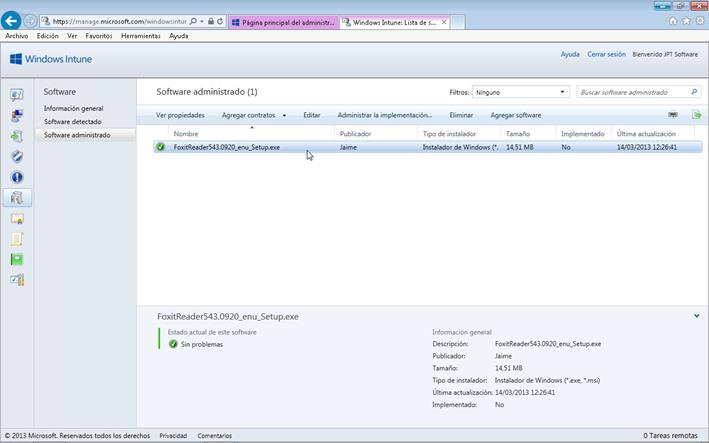 https://manage.microsoft.com/windowsintur
Página principal del administr...
Windows Intune: Lista de s...
Archivo Edición Ver Favoritos Herramientas Ayuda
Windows Intune
Ayuda Cerrar sesión Bienvenido JPT Software
Software
Información general
Software detectado
Software administrado
Software administrado (1)
Filtros: Ninguno
Buscar software administrado
Ver propiedades Agregar contratos Editar Administrar la implementación... Eliminar Agregar software
Nombre Publicador Tipo de instalador Tamaño Implementado Última actualización
FoxitReader543.0920_enu_Setup.exe Jaime Instalador de Windows (*. 14,51 MB No 14/03/2013 12:26:41
FoxitReader543.0920_enu_Setup.exe
Estado actual de este software
Sin problemas
Información general
Descripción: FoxitReader543.0920_enu_Setup.exe
Publicador: Jaime
Tamaño: 14,51 MB
Tipo de instalador: Instalador de Windows (*.exe, *.msi)
Última actualización: 14/03/2013 12:26:41
Implementado: No
© 2013 Microsoft. Reservados todos los derechos Privacidad Comentarios
0 Tareas remotas